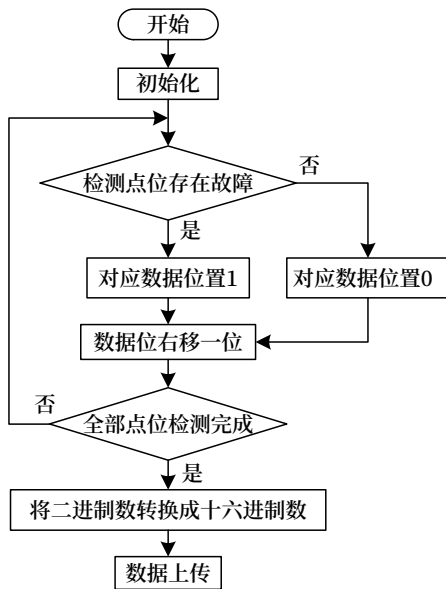 开始
初始化
检测点位存在故障
否
是
对应数据位置1
对应数据位置0
数据位右移一位
否
全部点位检测完成
是
将二进制数转换成十六进制数
数据上传